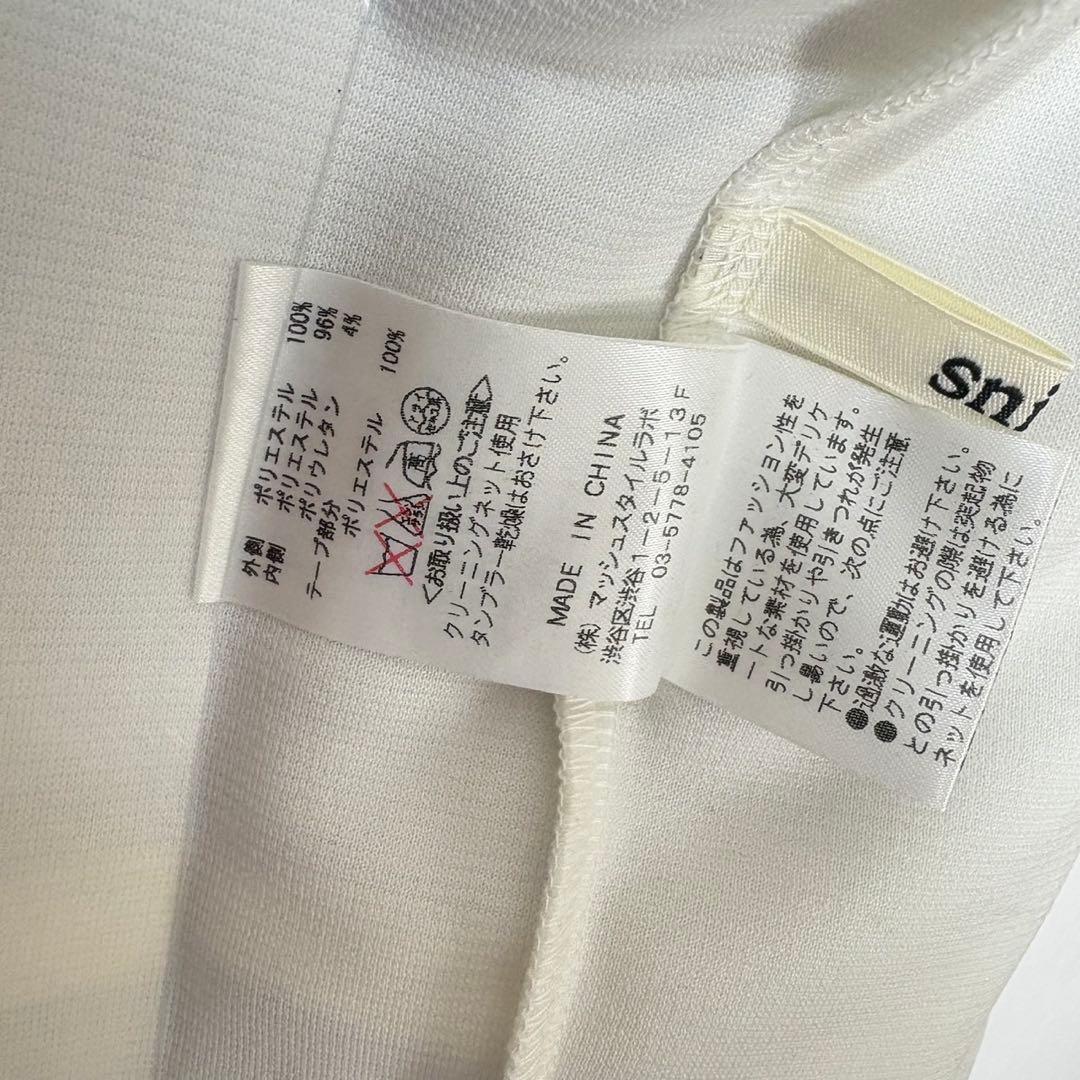 外側 ポリエステル 100%
内側 ポリエステル 96%
ポリウレタン 4%
テープ部分
ポリエステル 100%
<お取り扱い上のご注意>
クリーニングネット使用
タンブラー乾燥はおさけ下さい。
MADE IN CHINA
(株) マッシュスタイルラボ
渋谷区渋谷1-2-5-13F
TEL 03-5778-4105
この製品はファッション性を
重視している為、大変デリケ
ートな素材を使用しています。
引っ掛かりや引きつれが発生
し易いので、次の点にご注意
下さい。
●過激な運動はお避け下さい。
●クリーニングの際は突起物
との引っ掛かりを避ける為に
ネットを使用して下さい。
sni